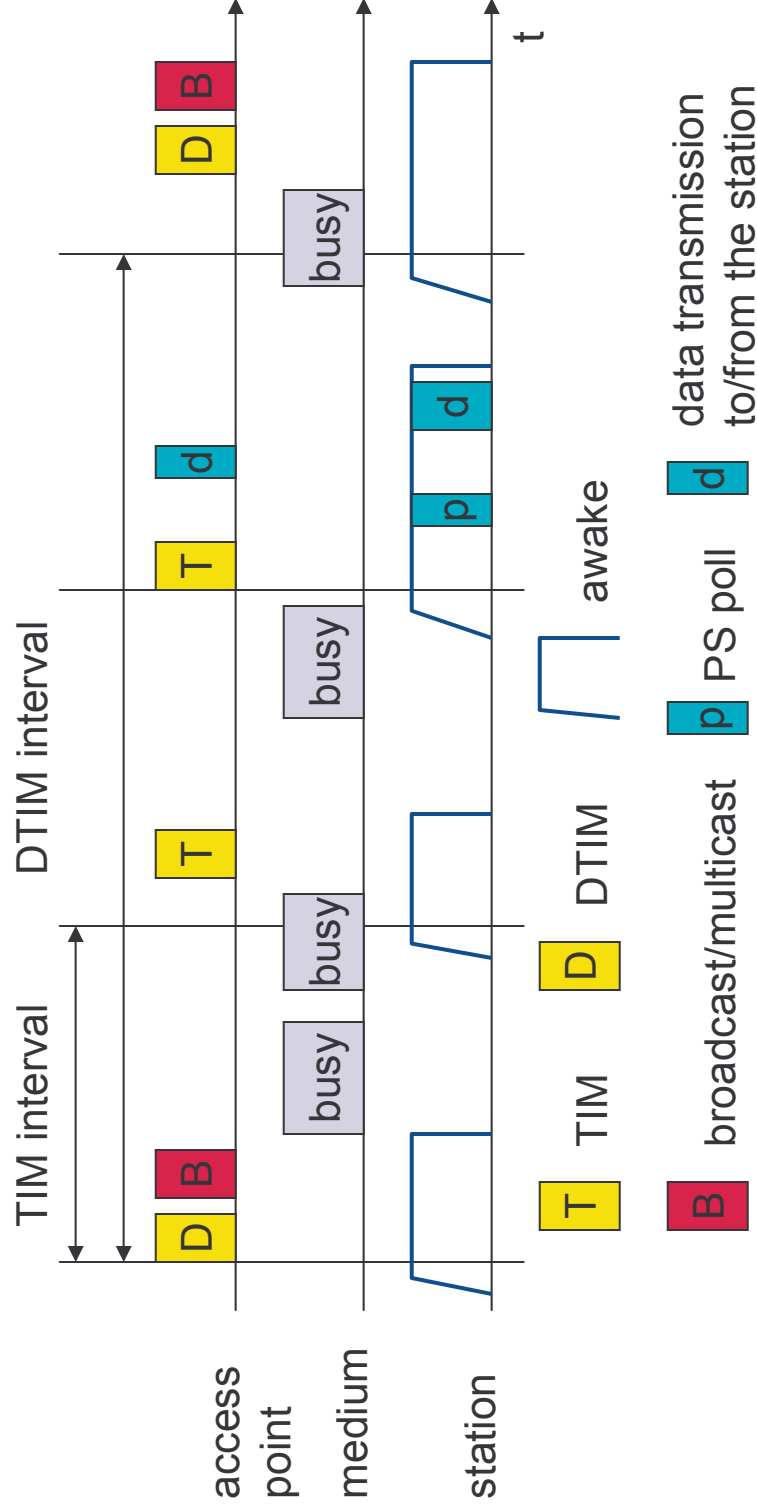 TIM interval
DTIM interval
access
point
D
B
T
T
d
D
B
medium
busy
busy
busy
busy
station
p
d
t
T
TIM
D
DTIM
awake
B
broadcast/multicast
p
PS poll
d
data transmission
to/from the station